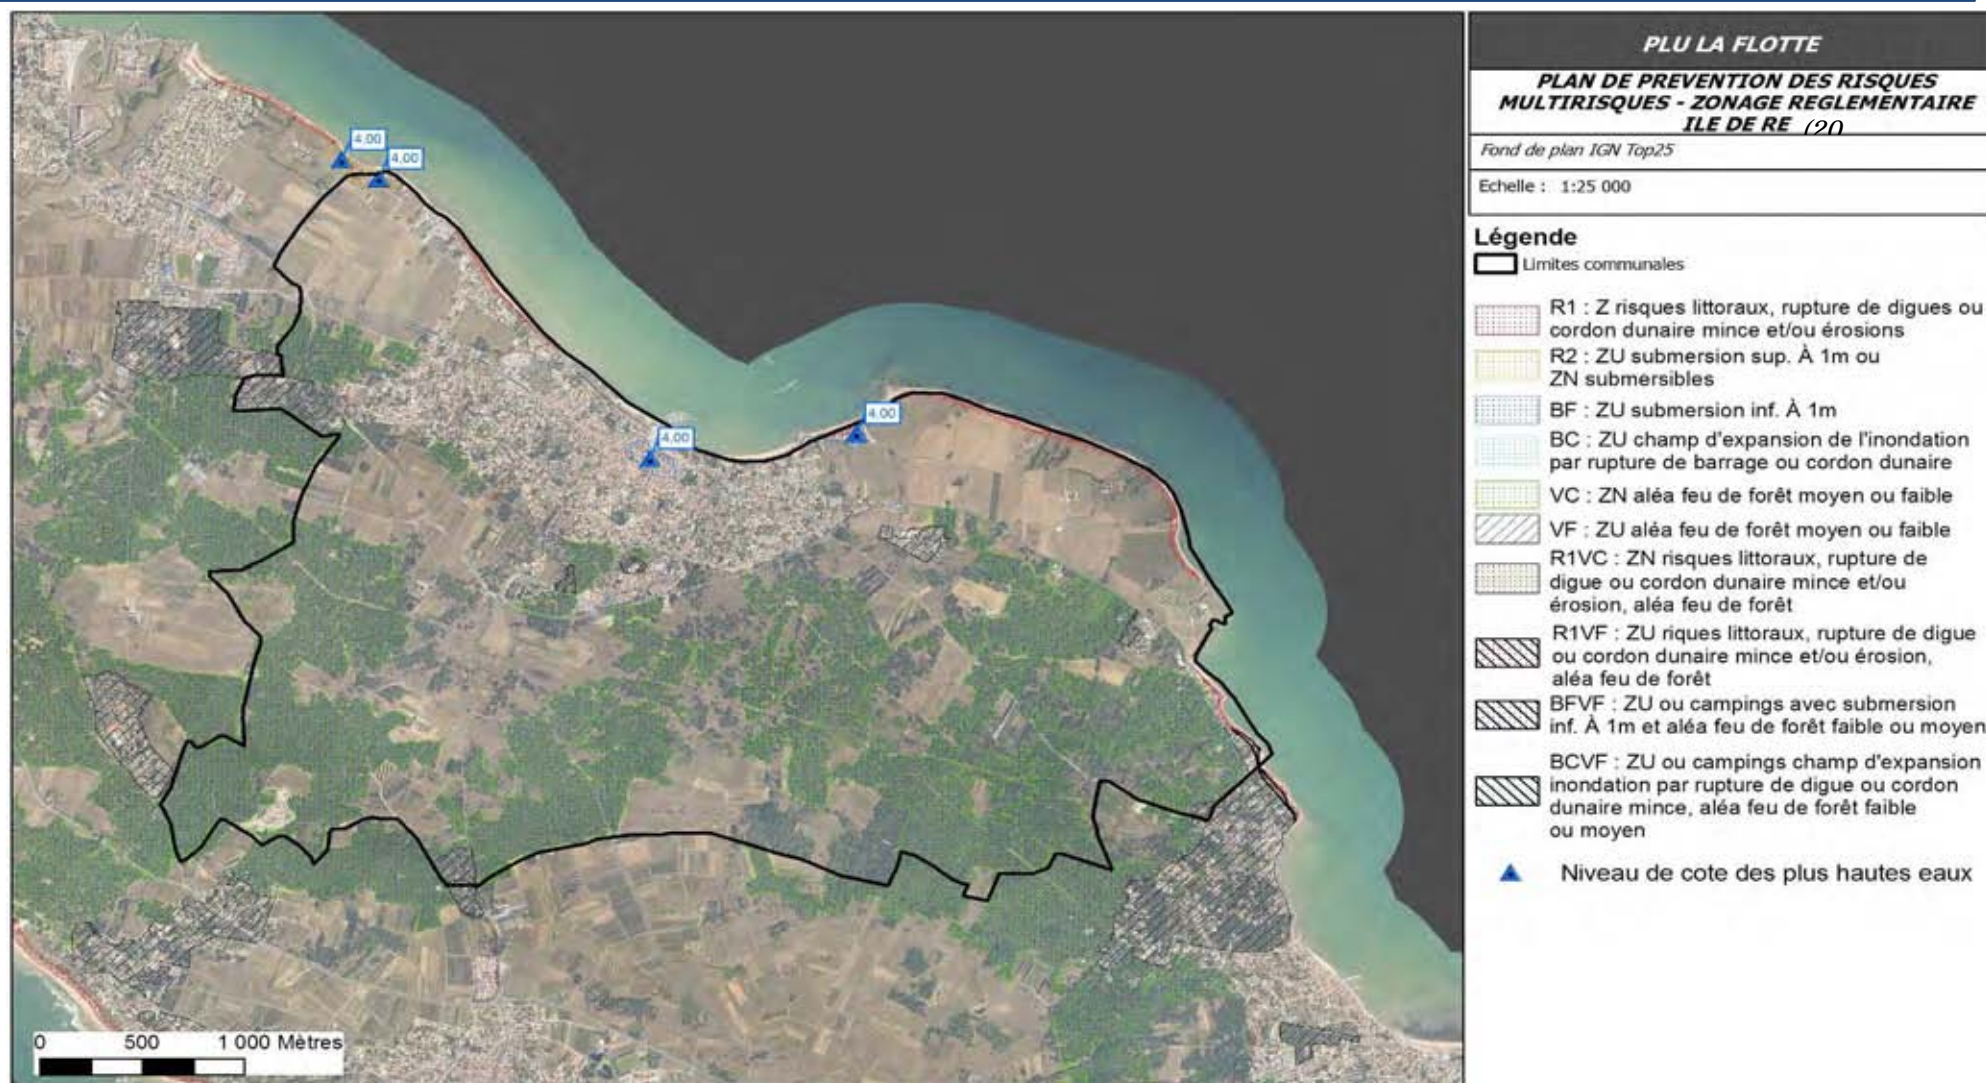 PLU LA FLOTTE
PLAN DE PREVENTION DES RISQUES
MULTIRISQUES - ZONAGE REGLEMENTAIRE
ILE DE RE (20
Fond de plan IGN Top25
Echelle : 1:25 000
Légende
Limites communales
R1 : Z risques littoraux, rupture de digues ou
cordon dunaire mince et/ou érosions
R2 : ZU submersion sup. À 1m ou
ZN submersibles
BF : ZU submersion inf. À 1m
BC : ZU champ d'expansion de l'inondation
par rupture de barrage ou cordon dunaire
VC : ZN aléa feu de forêt moyen ou faible
VF : ZU aléa feu de forêt moyen ou faible
R1VC : ZN risques littoraux, rupture de
digue ou cordon dunaire mince et/ou
érosion, aléa feu de forêt
R1VF : ZU riques littoraux, rupture de digue
ou cordon dunaire mince et/ou érosion,
aléa feu de forêt
BFVF : ZU ou campings avec submersion
inf. À 1m et aléa feu de forêt faible ou moyen
BCVF : ZU ou campings champ d'expansion
inondation par rupture de digue ou cordon
dunaire mince, aléa feu de forêt faible
ou moyen
Niveau de cote des plus hautes eaux
4,00
4,00
4,00
4,00
0 500 1 000 Mètres